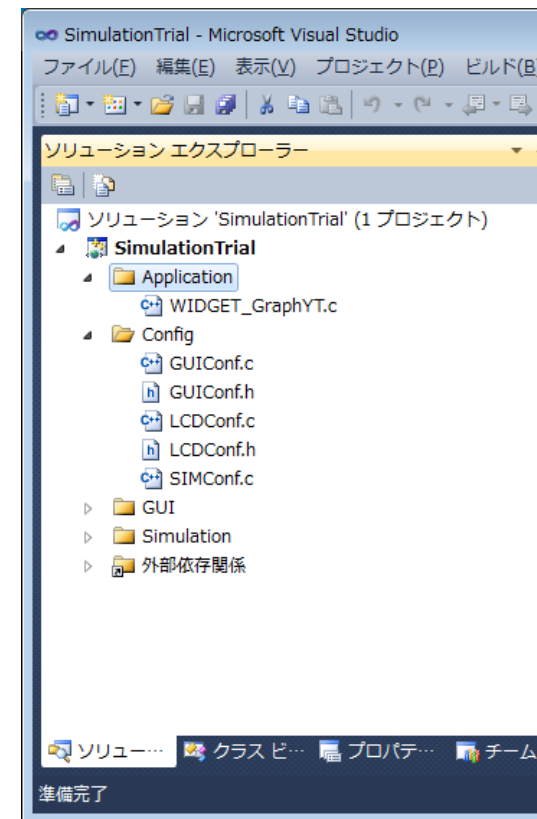 SimulationTrial - Microsoft Visual Studio
ファイル(F) 編集(E) 表示(V) プロジェクト(P) ビルド(B
ソリューション エクスプローラー
ソリューション 'SimulationTrial' (1 プロジェクト)
SimulationTrial
Application
WIDGET_GraphYT.c
Config
GUIConf.c
GUIConf.h
LCDConf.c
LCDConf.h
SIMConf.c
GUI
Simulation
外部依存関係
ソリュー… クラス ビ… プロパテ… チーム
準備完了